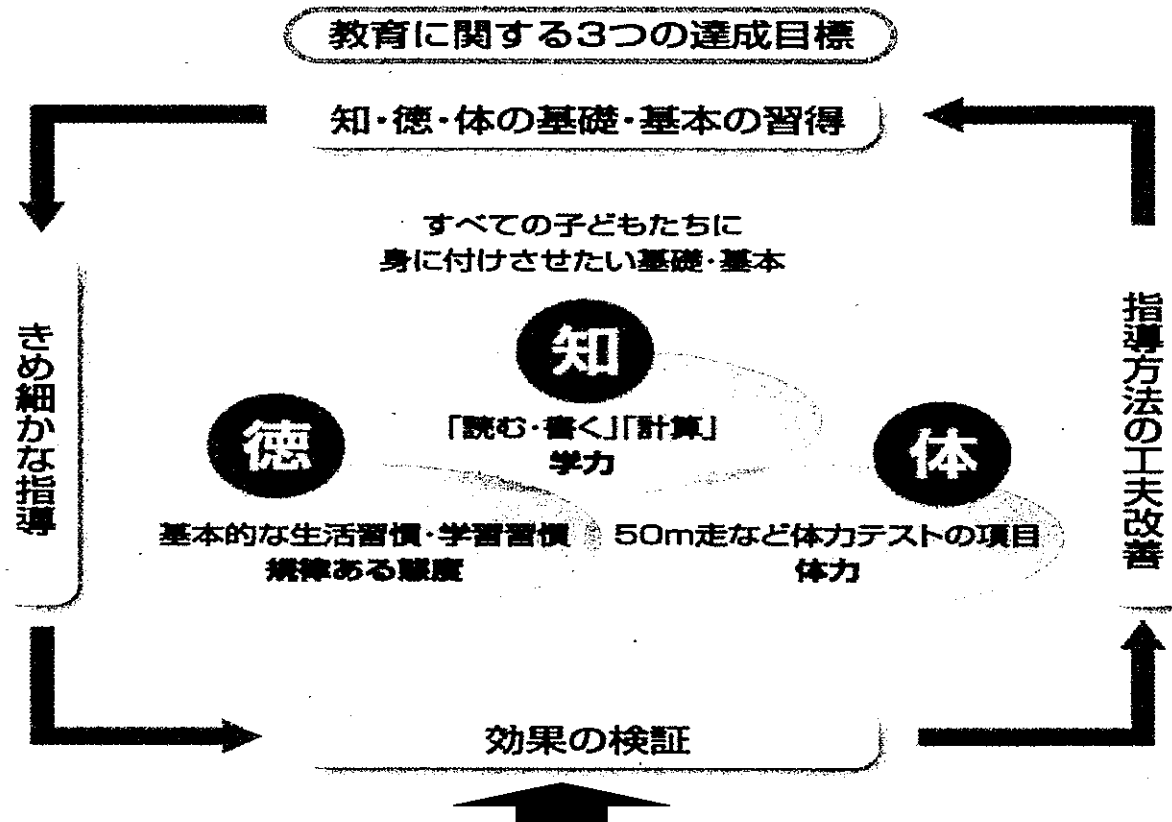 教育に関する3つの達成目標
知・徳・体の基礎・基本の習得
すべての子どもたちに
身に付けさせたい基礎・基本
きめ細かな指導
知
「読む・書く」「計算」
学力
徳
基本的な生活習慣・学習習慣
規律ある態度
体
50m走など体力テストの項目
体力
指導方法の工夫改善
効果の検証